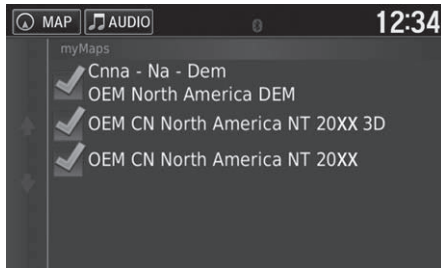 MAP AUDIO 12:34
myMaps
Cnna - Na - Dem
OEM North America DEM
OEM CN North America NT 20XX 3D
OEM CN North America NT 20XX